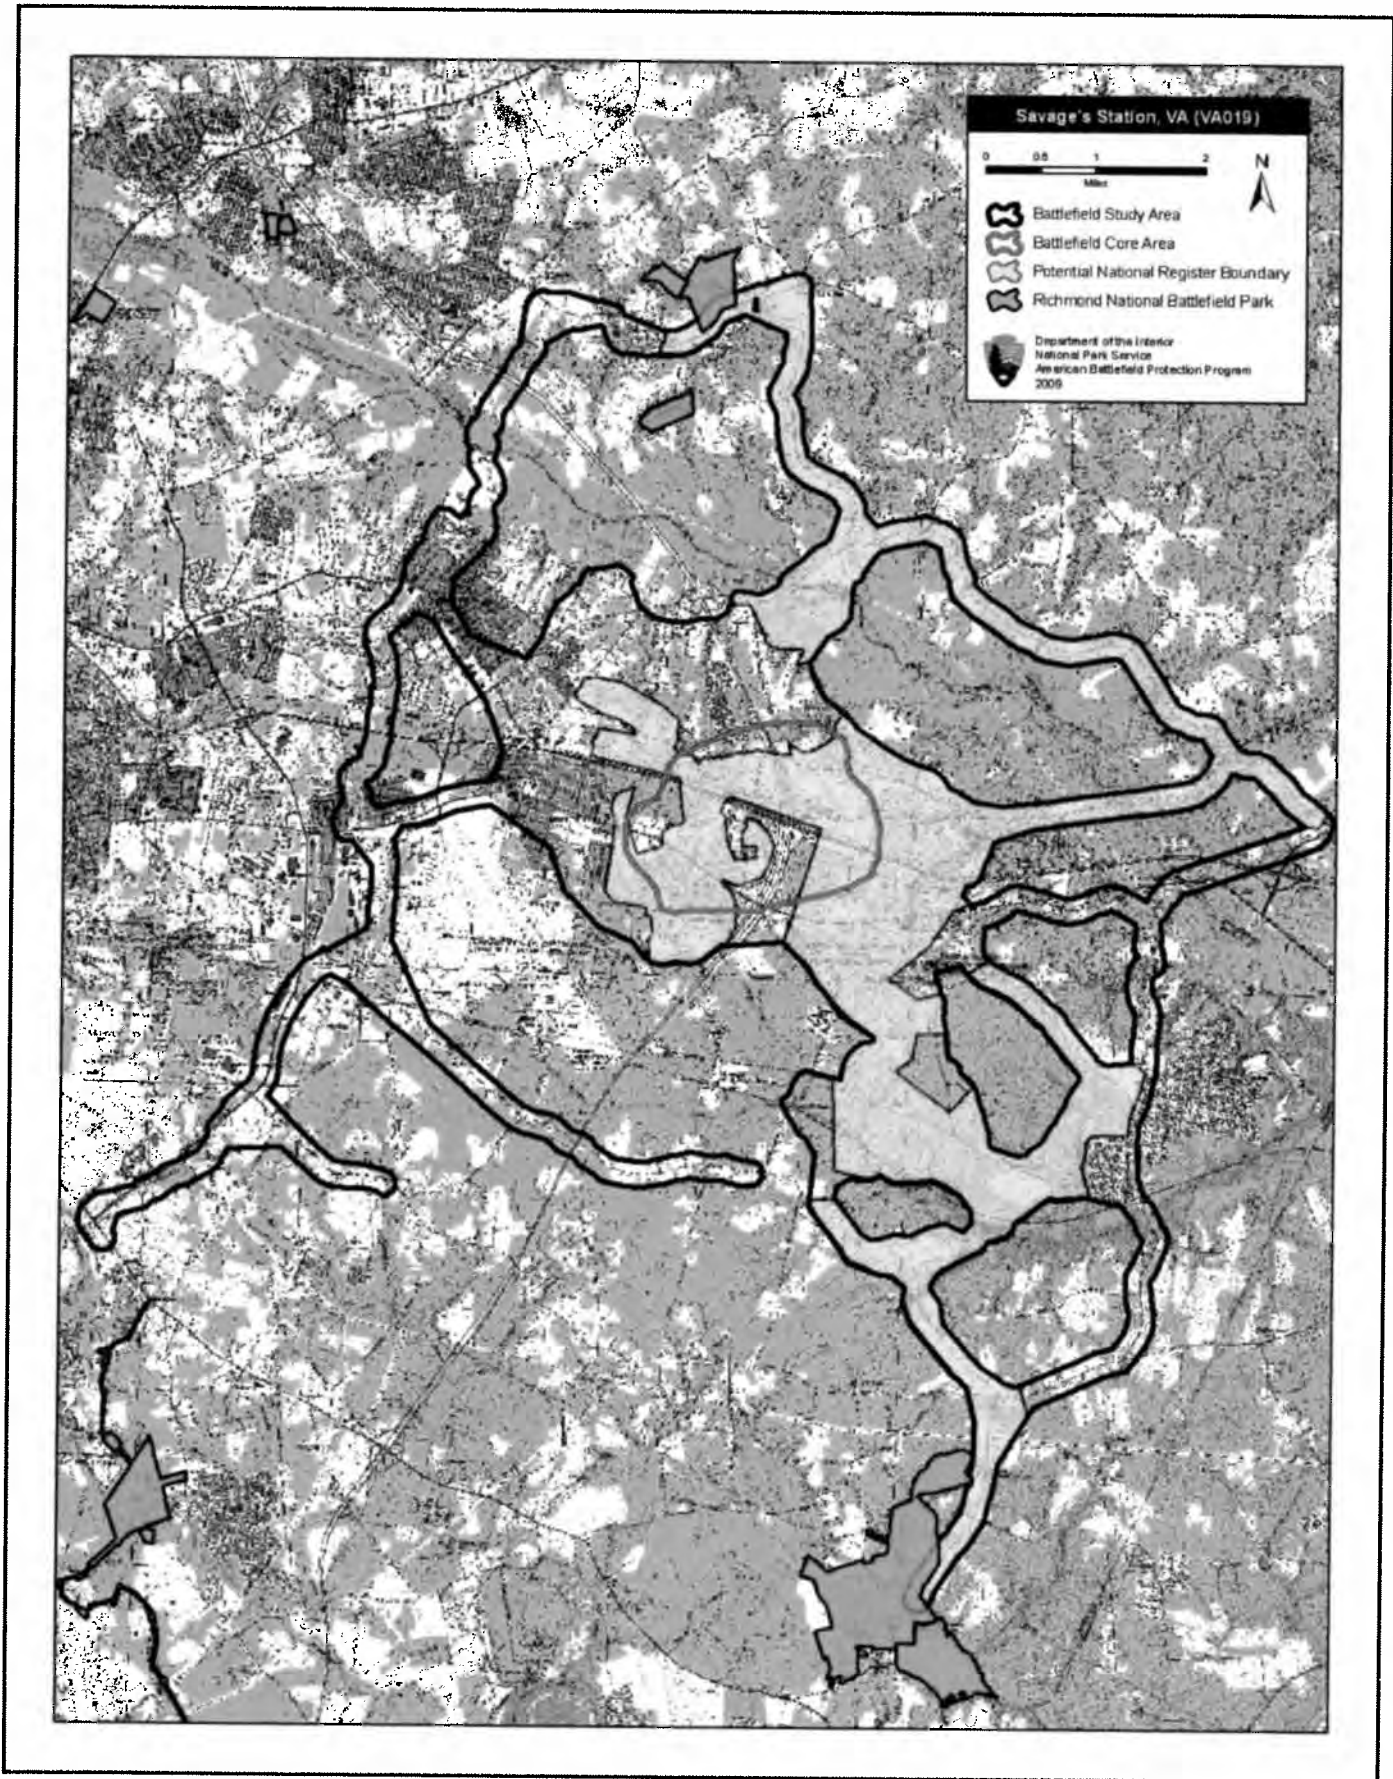 Savage's Station, VA (VA019)
0 0.5 1 2
Miles
N
Battlefield Study Area
Battlefield Core Area
Potential National Register Boundary
Richmond National Battlefield Park
Department of the Interior
National Park Service
American Battlefield Protection Program
2009